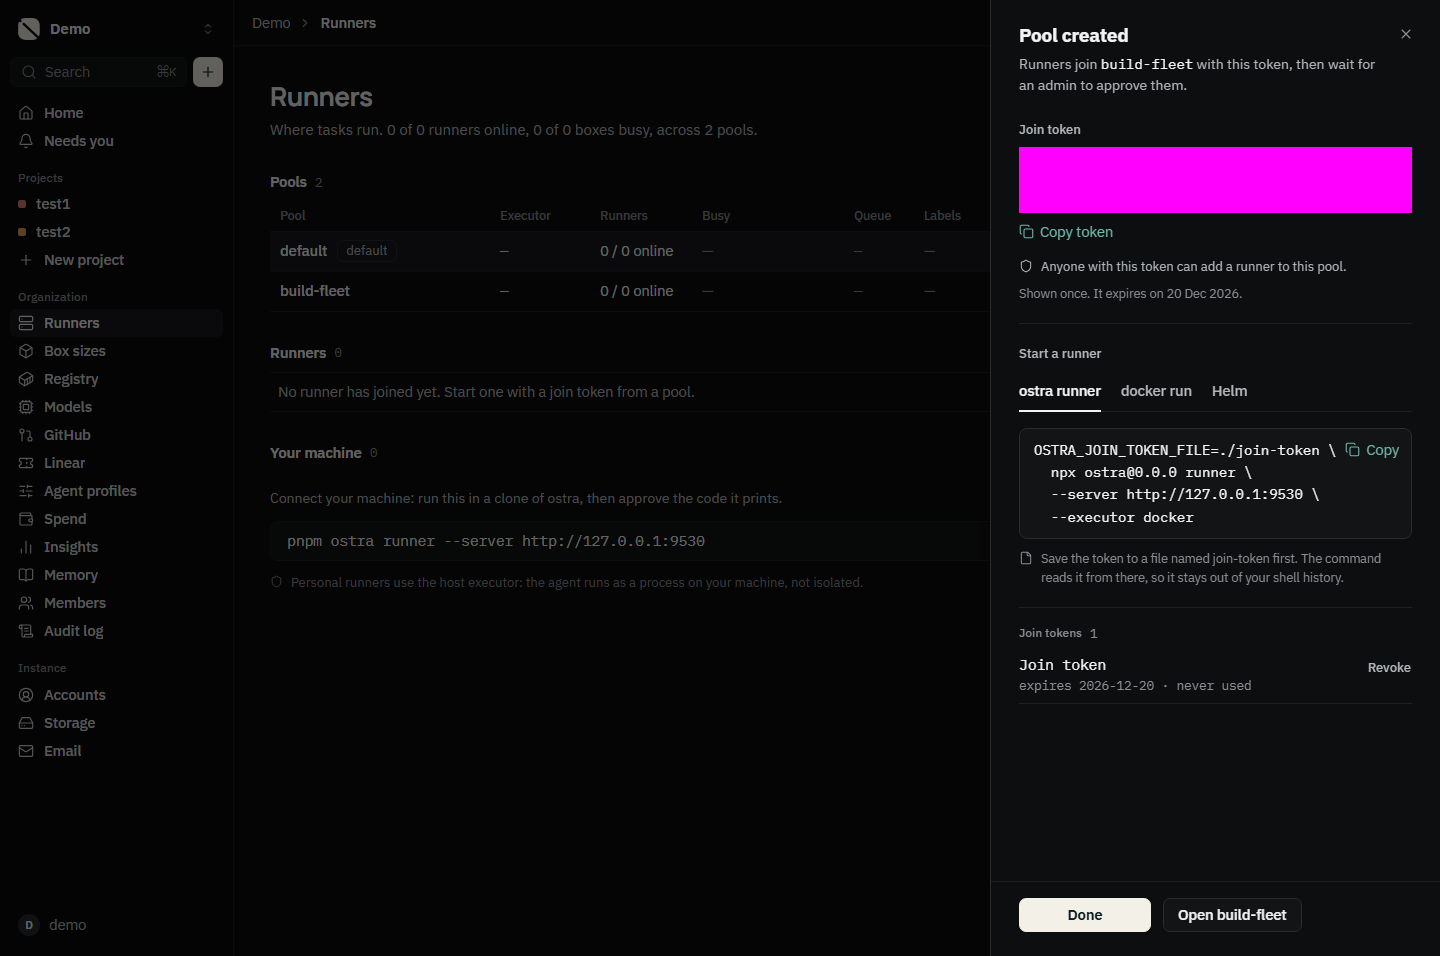 Demo
Search ⌘K
Home
Needs you
Projects
test1
test2
New project
Organization
Runners
Box sizes
Registry
Models
GitHub
Linear
Agent profiles
Spend
Insights
Memory
Members
Audit log
Instance
Accounts
Storage
Email
D demo
Demo > Runners
Runners
Where tasks run. 0 of 0 runners online, 0 of 0 boxes busy, across 2 pools.
Pools 2
Pool Executor Runners Busy Queue Labels
default default — 0 / 0 online — — —
build-fleet — 0 / 0 online — — —
Runners 0
No runner has joined yet. Start one with a join token from a pool.
Your machine 0
Connect your machine: run this in a clone of ostra, then approve the code it prints.
pnpm ostra runner --server http://127.0.0.1:9530
Personal runners use the host executor: the agent runs as a process on your machine, not isolated.
Pool created
Runners join build-fleet with this token, then wait for
an admin to approve them.
Join token
Copy token
Anyone with this token can add a runner to this pool.
Shown once. It expires on 20 Dec 2026.
Start a runner
ostra runner docker run Helm
OSTRA_JOIN_TOKEN_FILE=./join-token \ Copy
npx ostra@0.0.0 runner \
--server http://127.0.0.1:9530 \
--executor docker
Save the token to a file named join-token first. The command
reads it from there, so it stays out of your shell history.
Join tokens 1
Join token Revoke
expires 2026-12-20 · never used
Done Open build-fleet